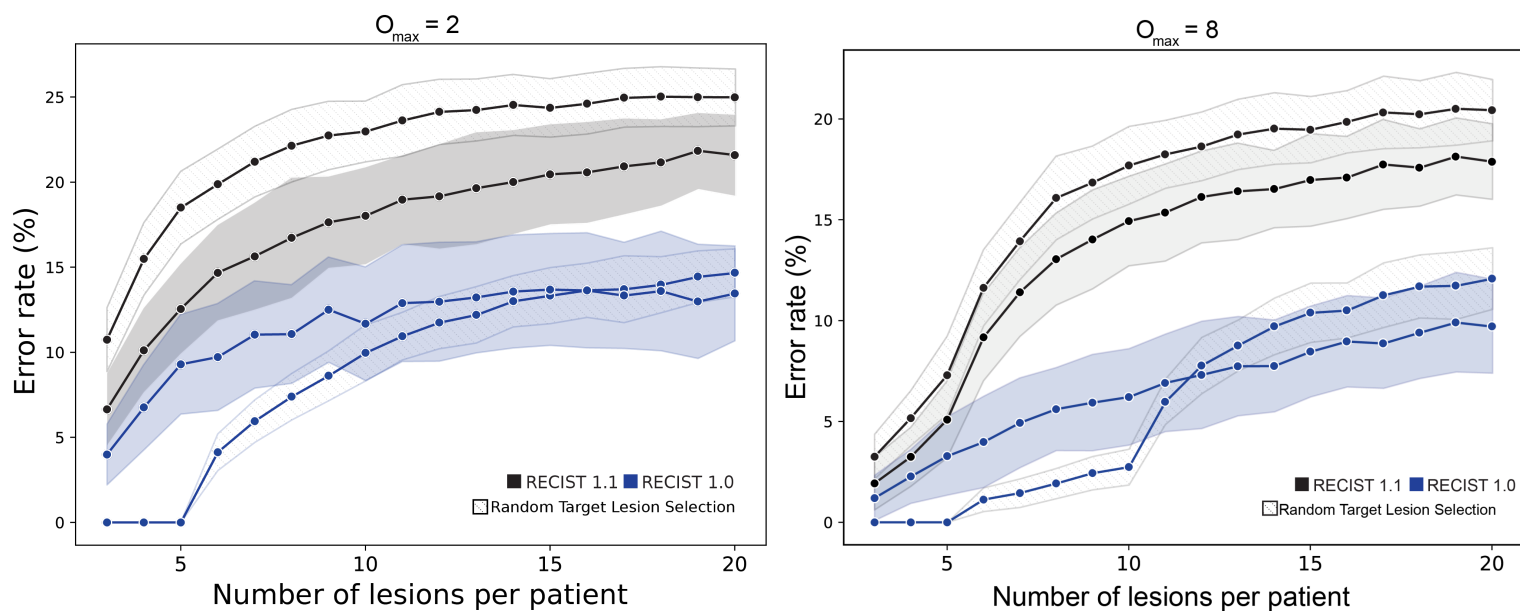 O_max = 2
25
20
15
10
5
0
Error rate (%)
RECIST 1.1 RECIST 1.0
Random Target Lesion Selection
5 10 15 20
Number of lesions per patient
O_max = 8
20
15
10
5
0
Error rate (%)
RECIST 1.1 RECIST 1.0
Random Target Lesion Selection
5 10 15 20
Number of lesions per patient